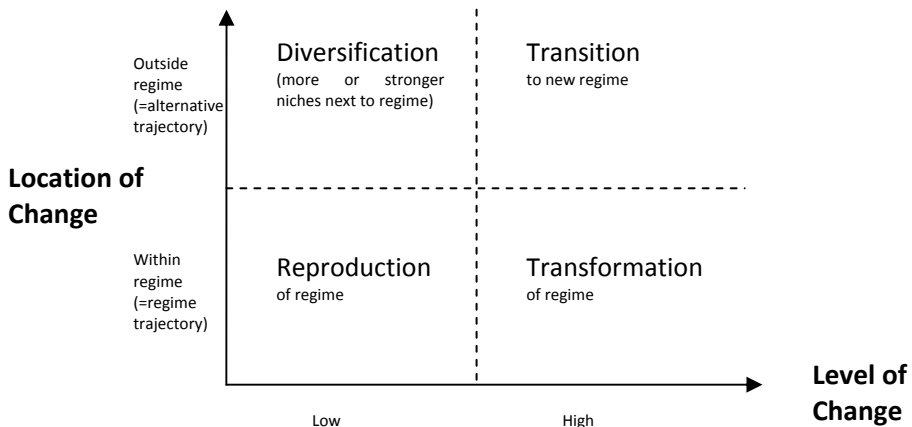 Outside
regime
(=alternative
trajectory)
Diversification
(more or stronger
niches next to regime)
Transition
to new regime
Location of
Change
Within
regime
(=regime
trajectory)
Reproduction
of regime
Transformation
of regime
Low
High
Level of
Change